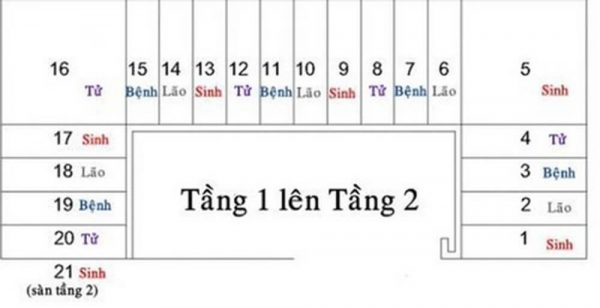 16 15 14 13 12 11 10 9 8 7 6 5
Tử Bệnh Lão Sinh Tử Bệnh Lão Sinh Tử Bệnh Lão Sinh
17 Sinh
18 Lão
19 Bệnh
20 Tử
21 Sinh
(sàn tầng 2)
Tầng 1 lên Tầng 2
4 Tử
3 Bệnh
2 Lão
1 Sinh